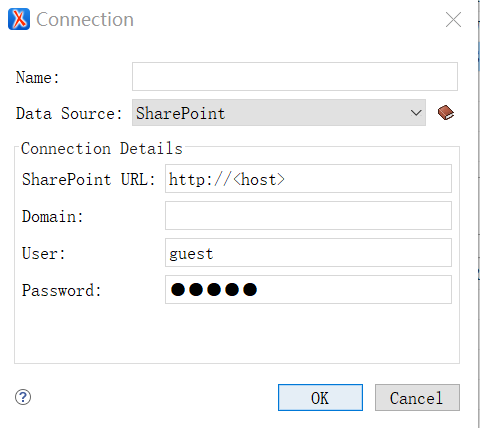 Connection
Name:
Data Source: SharePoint
Connection Details
SharePoint URL: http://<host>
Domain:
User: guest
Password: ●●●●●
OK Cancel